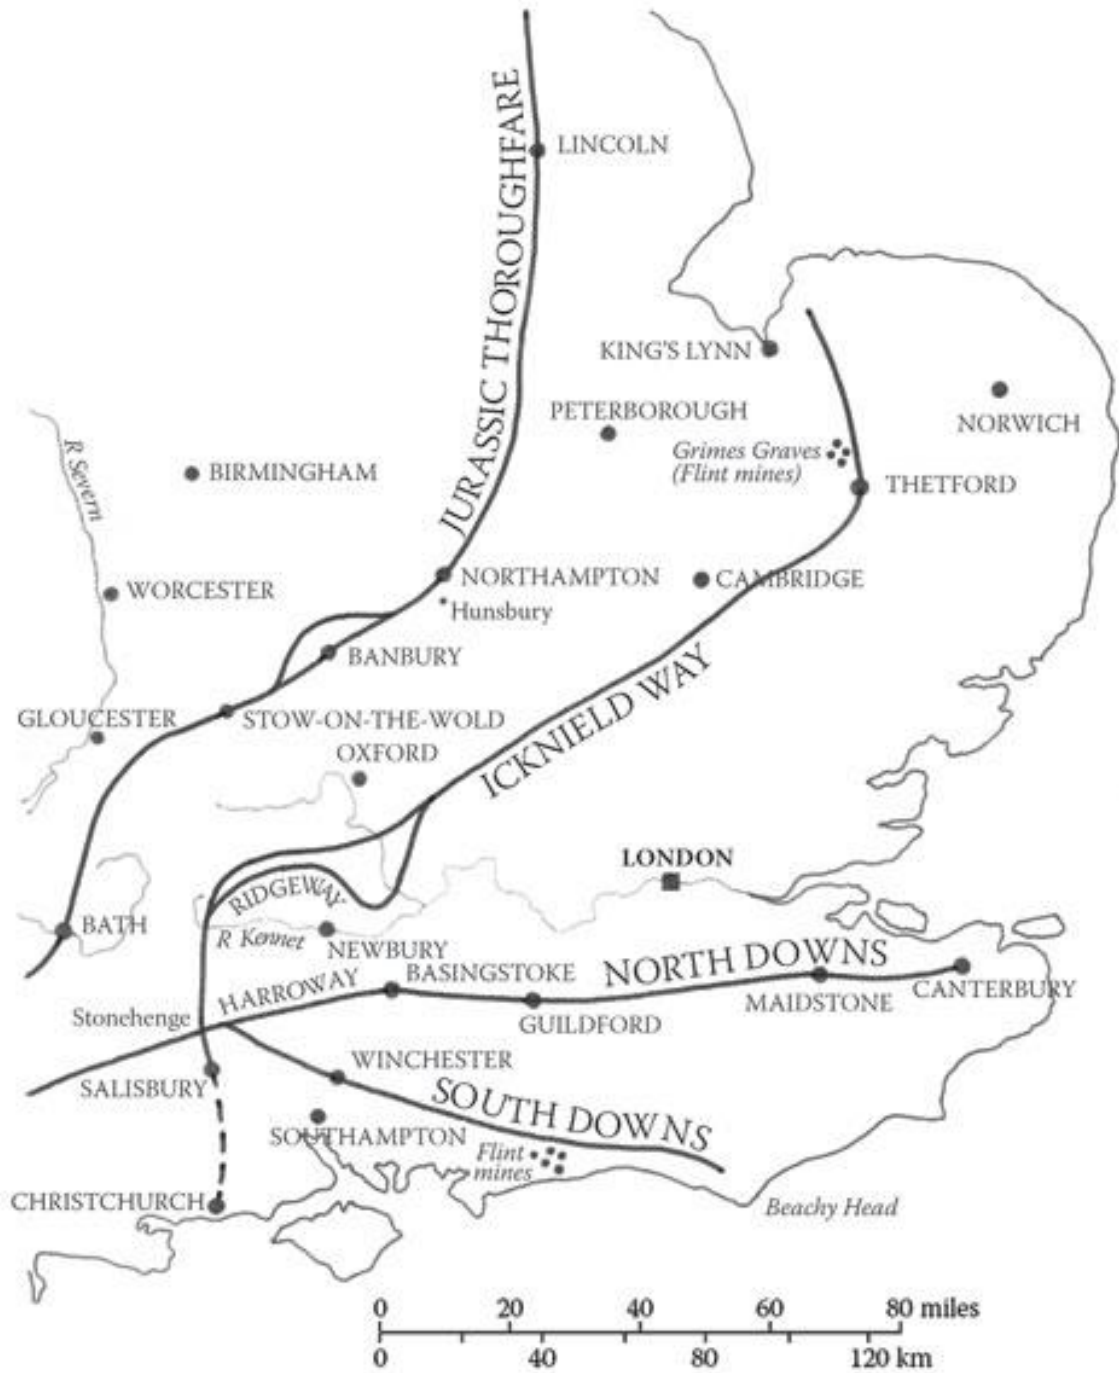 JURASSIC THOROUGHFARE
LINCOLN
KING'S LYNN
PETERBOROUGH
NORWICH
R Severn
BIRMINGHAM
Grimes Graves
(Flint mines)
THETFORD
WORCESTER
NORTHAMPTON
Hunsbury
CAMBRIDGE
BANBURY
ICKNIELD WAY
GLOUCESTER
STOW-ON-THE-WOLD
OXFORD
LONDON
RIDGEWAY
BATH
R Kennet
NEWBURY
HARROWAY
BASINGSTOKE
NORTH DOWNS
MAIDSTONE
CANTERBURY
Stonehenge
GUILDFORD
WINCHESTER
SALISBURY
SOUTH DOWNS
SOUTHAMPTON
Flint
mines
CHRISTCHURCH
Beachy Head
0 20 40 60 80 miles
0 40 80 120 km